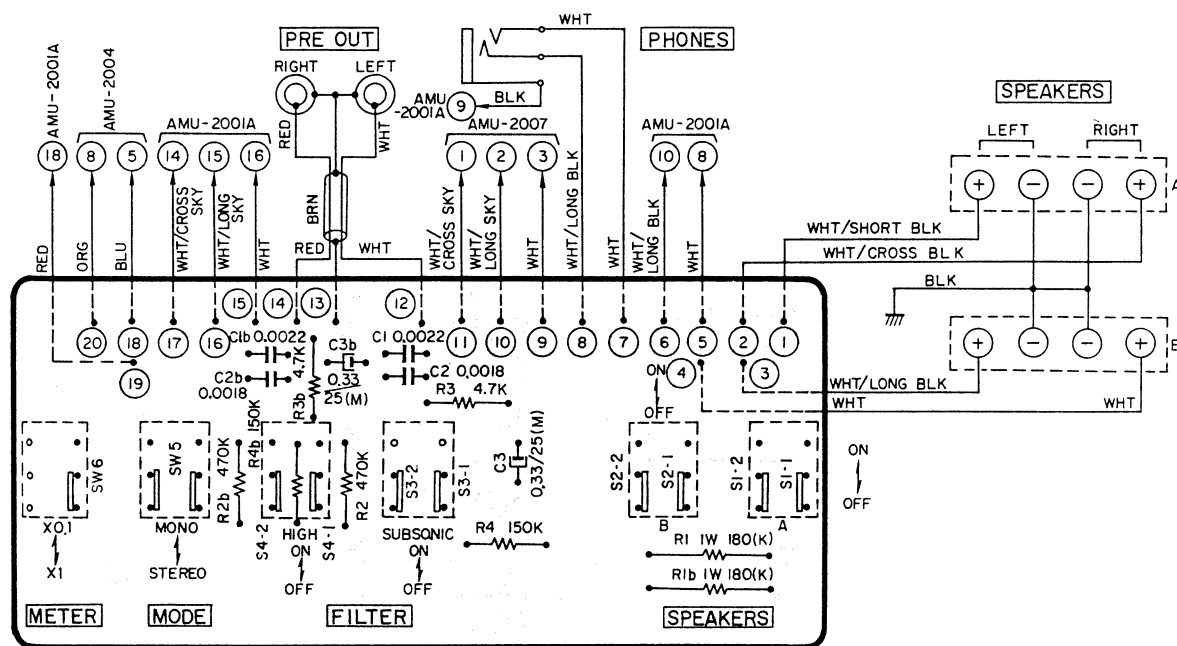 PRE OUT
RIGHT
LEFT
WHT
PHONES
AMU-2001A
9
BLK
SPEAKERS
LEFT
RIGHT
AMU-2001A
AMU-2004
AMU-2001A
RED
WHT
AMU-2007
AMU-2001A
18
8
5
14
15
16
1
2
3
10
8
+
−
−
+
A
RED
ORG
BLU
WHT/CROSS SKY
WHT/LONG SKY
WHT
BRN
RED
WHT
WHT/CROSS SKY
WHT/LONG SKY
WHT
WHT/LONG BLK
WHT
WHT/LONG BLK
WHT
WHT/SHORT BLK
WHT/CROSS BLK
BLK
15
14
13
12
20
18
17
16
11
10
9
8
7
6
5
2
1
+
−
−
+
B
19
4
3
C1b 0.0022
C2b
0.0018
4.7K
R3b
C3b
0.33
25(M)
C1 0.0022
C2 0.0018
R3 4.7K
ON
OFF
WHT/LONG BLK
WHT
WHT
SW6
SW5
470K
R2b
R4b 150K
470K
R2
S3-2
S3-1
C3
0.33/25(M)
S2-2
S2-1
S1-2
S1-1
ON
OFF
X0.1
X1
MONO
STEREO
S4-2
HIGH
ON
OFF
S4-1
SUBSONIC
ON
OFF
R4 150K
B
A
R1 1W 180(K)
R1b 1W 180(K)
METER
MODE
FILTER
SPEAKERS